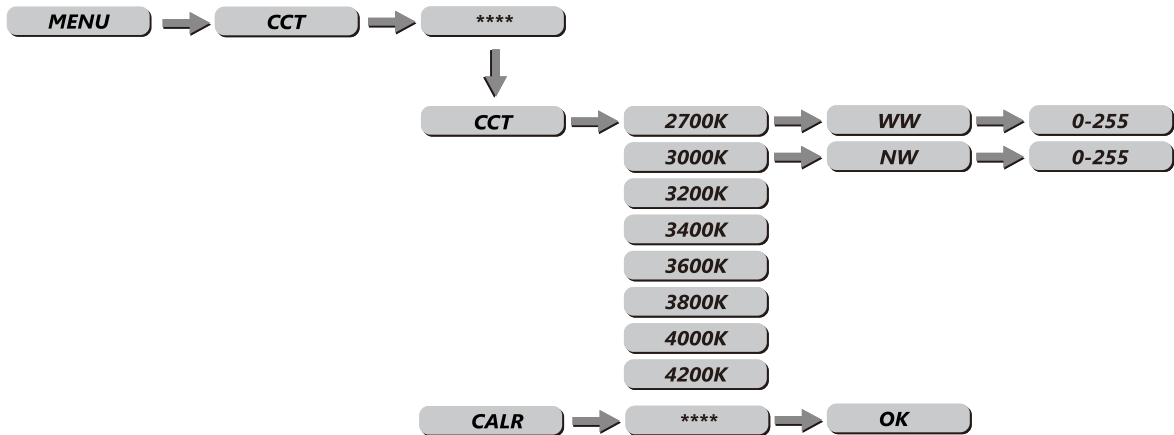 MENU CCT ****
CCT 2700K WW 0-255
3000K NW 0-255
3200K
3400K
3600K
3800K
4000K
4200K
CALR **** OK